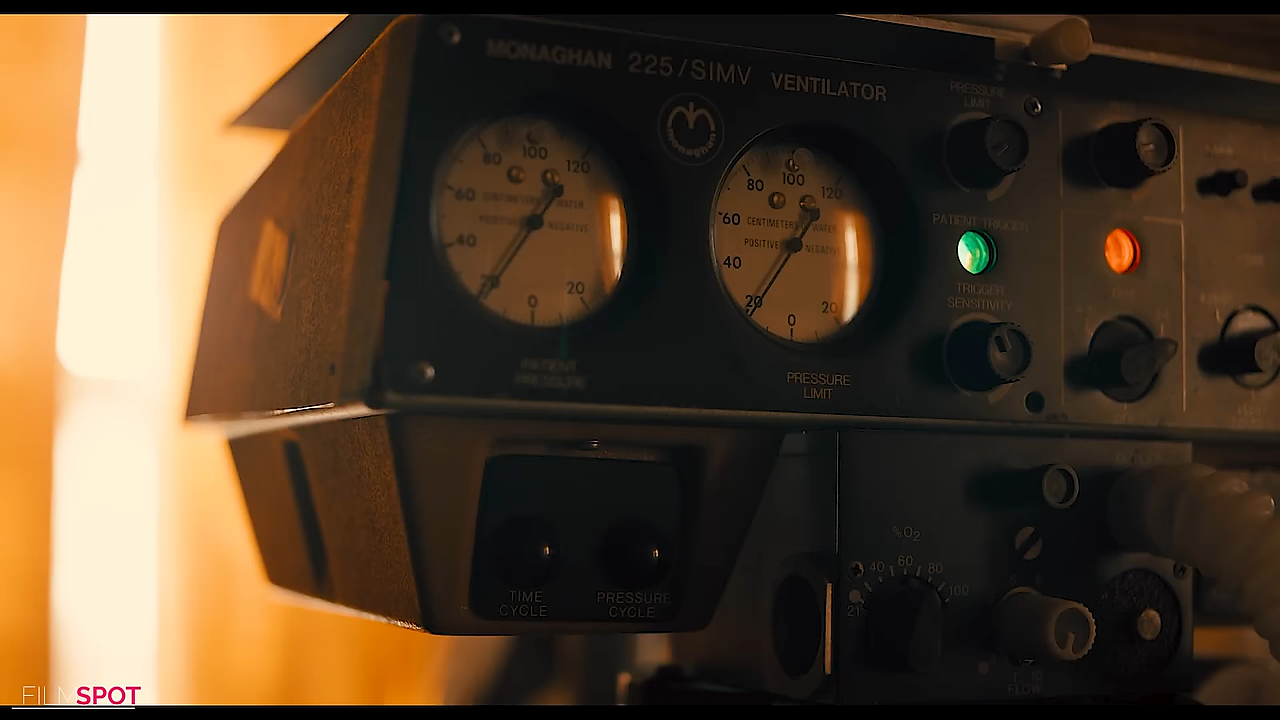 MONAGHAN 225/SIMV VENTILATOR
monaghan
80 100 120
60
CENTIMETERS WATER
POSITIVE NEGATIVE
40
20
0
PATIENT
PRESSURE
80 100 120
60
CENTIMETERS WATER
POSITIVE NEGATIVE
40
20 20
0
PRESSURE
LIMIT
PRESSURE
LIMIT
PATIENT TRIGGER
TRIGGER
SENSITIVITY
TIME
CYCLE
PRESSURE
CYCLE
%O2
21 40 60 80 100
FLOW
FILMSPOT